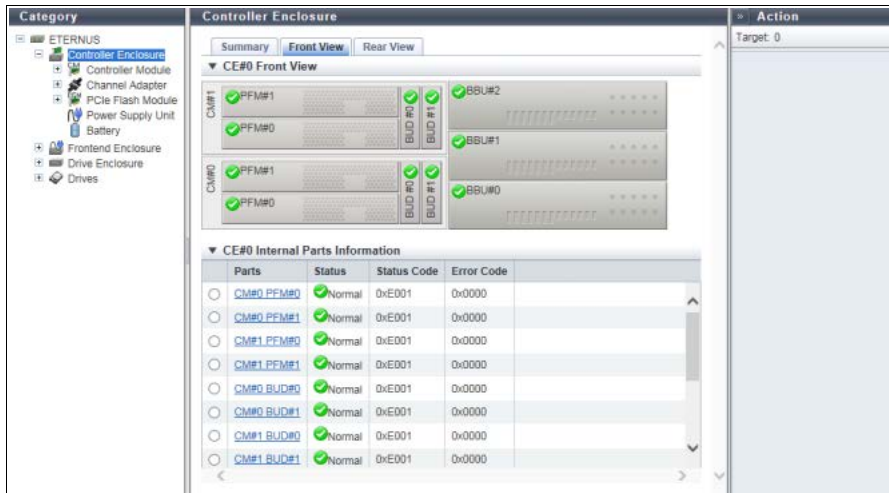 Category
ETERNUS
Controller Enclosure
Controller Module
Channel Adapter
PCIe Flash Module
Power Supply Unit
Battery
Frontend Enclosure
Drive Enclosure
Drives
Controller Enclosure
Summary Front View Rear View
▼ CE#0 Front View
CM#1
PFM#1
PFM#0
BUD #0
BUD #1
CM#0
PFM#1
PFM#0
BUD #0
BUD #1
BBU#2
BBU#1
BBU#0
▼ CE#0 Internal Parts Information
Parts Status Status Code Error Code
CM#0 PFM#0 Normal 0xE001 0x0000
CM#0 PFM#1 Normal 0xE001 0x0000
CM#1 PFM#0 Normal 0xE001 0x0000
CM#1 PFM#1 Normal 0xE001 0x0000
CM#0 BUD#0 Normal 0xE001 0x0000
CM#0 BUD#1 Normal 0xE001 0x0000
CM#1 BUD#0 Normal 0xE001 0x0000
CM#1 BUD#1 Normal 0xE001 0x0000
» Action
Target: 0